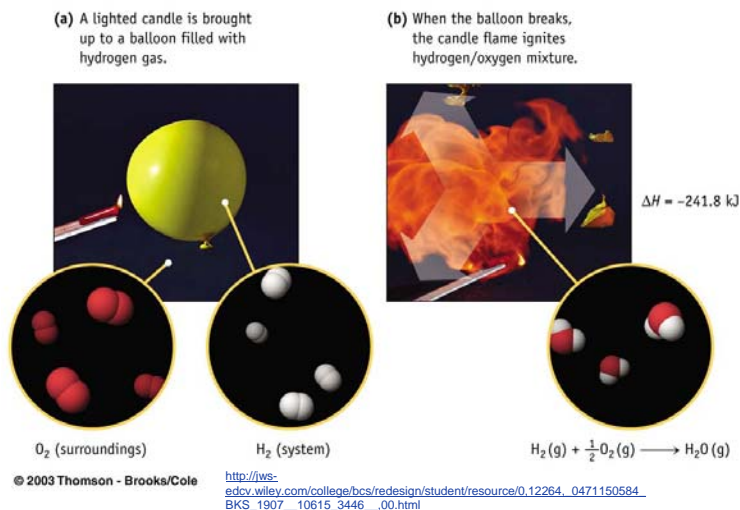 (a) A lighted candle is brought
up to a balloon filled with
hydrogen gas.
(b) When the balloon breaks,
the candle flame ignites
hydrogen/oxygen mixture.
ΔH = –241.8 kJ
O₂ (surroundings)
H₂ (system)
H₂(g) + ½O₂(g) ⟶ H₂O(g)
© 2003 Thomson - Brooks/Cole
http://jws-
edcv.wiley.com/college/bcs/redesign/student/resource/0,12264,_0471150584_
BKS_1907__10615_3446__,00.html